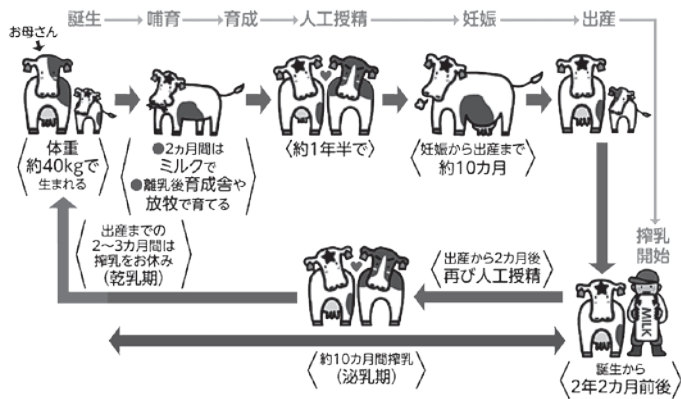 誕生 → 哺育 → 育成 → 人工授精 → 妊娠 → 出産
お母さん
体重
約40kgで
生まれる
●2ヵ月間は
ミルクで
●離乳後育成舎や
放牧で育てる
約1年半で
妊娠から出産まで
約10カ月
搾乳
開始
出産までの
2～3カ月間は
搾乳をお休み
(乾乳期)
出産から2カ月後
再び人工授精
MILK
約10カ月間搾乳
(泌乳期)
誕生から
2年2カ月前後